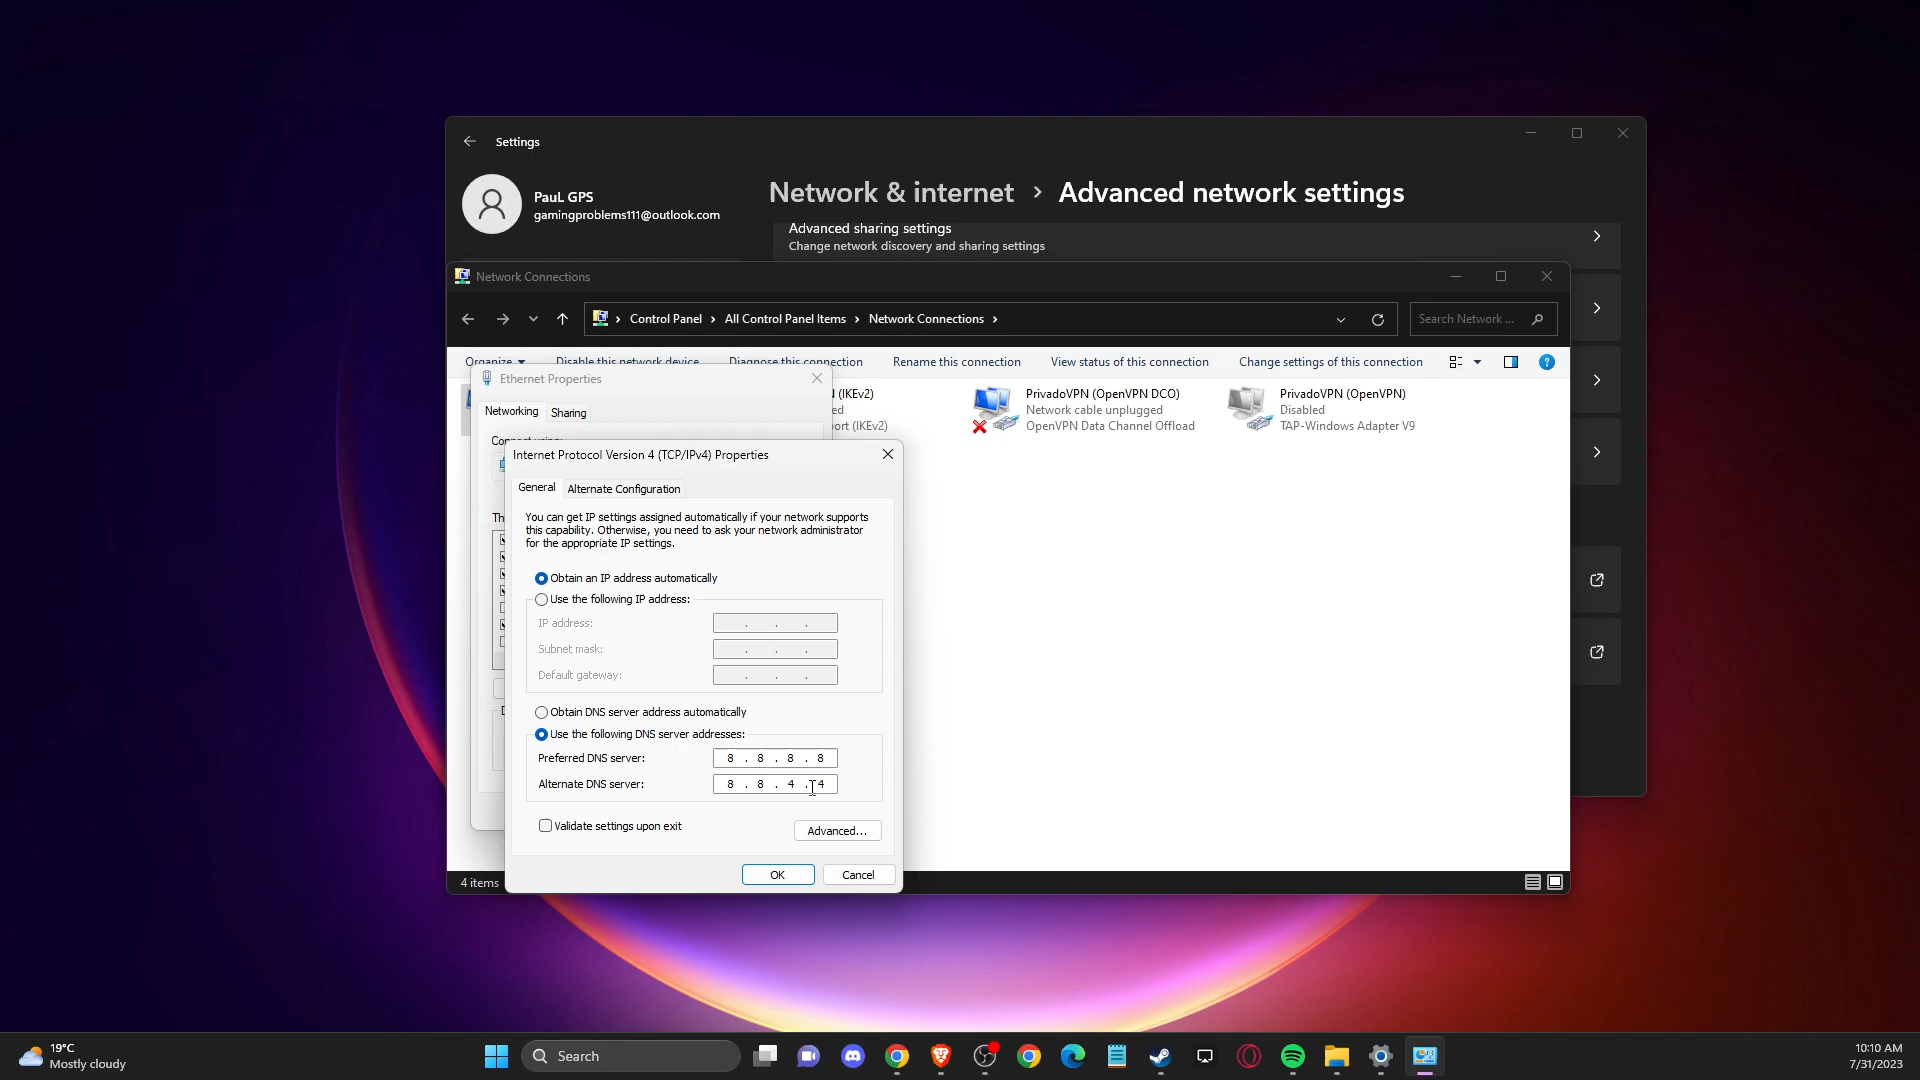 Settings
PauL GPS
gamingproblems111@outlook.com
Network & internet > Advanced network settings
Advanced sharing settings
Change network discovery and sharing settings
Network Connections
Control Panel > All Control Panel Items > Network Connections >
Search Network ...
Organize
Disable this network device
Diagnose this connection
Rename this connection
View status of this connection
Change settings of this connection
Ethernet Properties
Networking
Sharing
(IKEv2)
(IKEv2)
PrivadoVPN (OpenVPN DCO)
Network cable unplugged
OpenVPN Data Channel Offload
PrivadoVPN (OpenVPN)
Disabled
TAP-Windows Adapter V9
Internet Protocol Version 4 (TCP/IPv4) Properties
General
Alternate Configuration
You can get IP settings assigned automatically if your network supports
this capability. Otherwise, you need to ask your network administrator
for the appropriate IP settings.
Obtain an IP address automatically
Use the following IP address:
IP address: . . .
Subnet mask: . . .
Default gateway: . . .
Obtain DNS server address automatically
Use the following DNS server addresses:
Preferred DNS server: 8 . 8 . 8 . 8
Alternate DNS server: 8 . 8 . 4 . 4
Validate settings upon exit
Advanced...
OK
Cancel
4 items
19°C
Mostly cloudy
Search
10:10 AM
7/31/2023